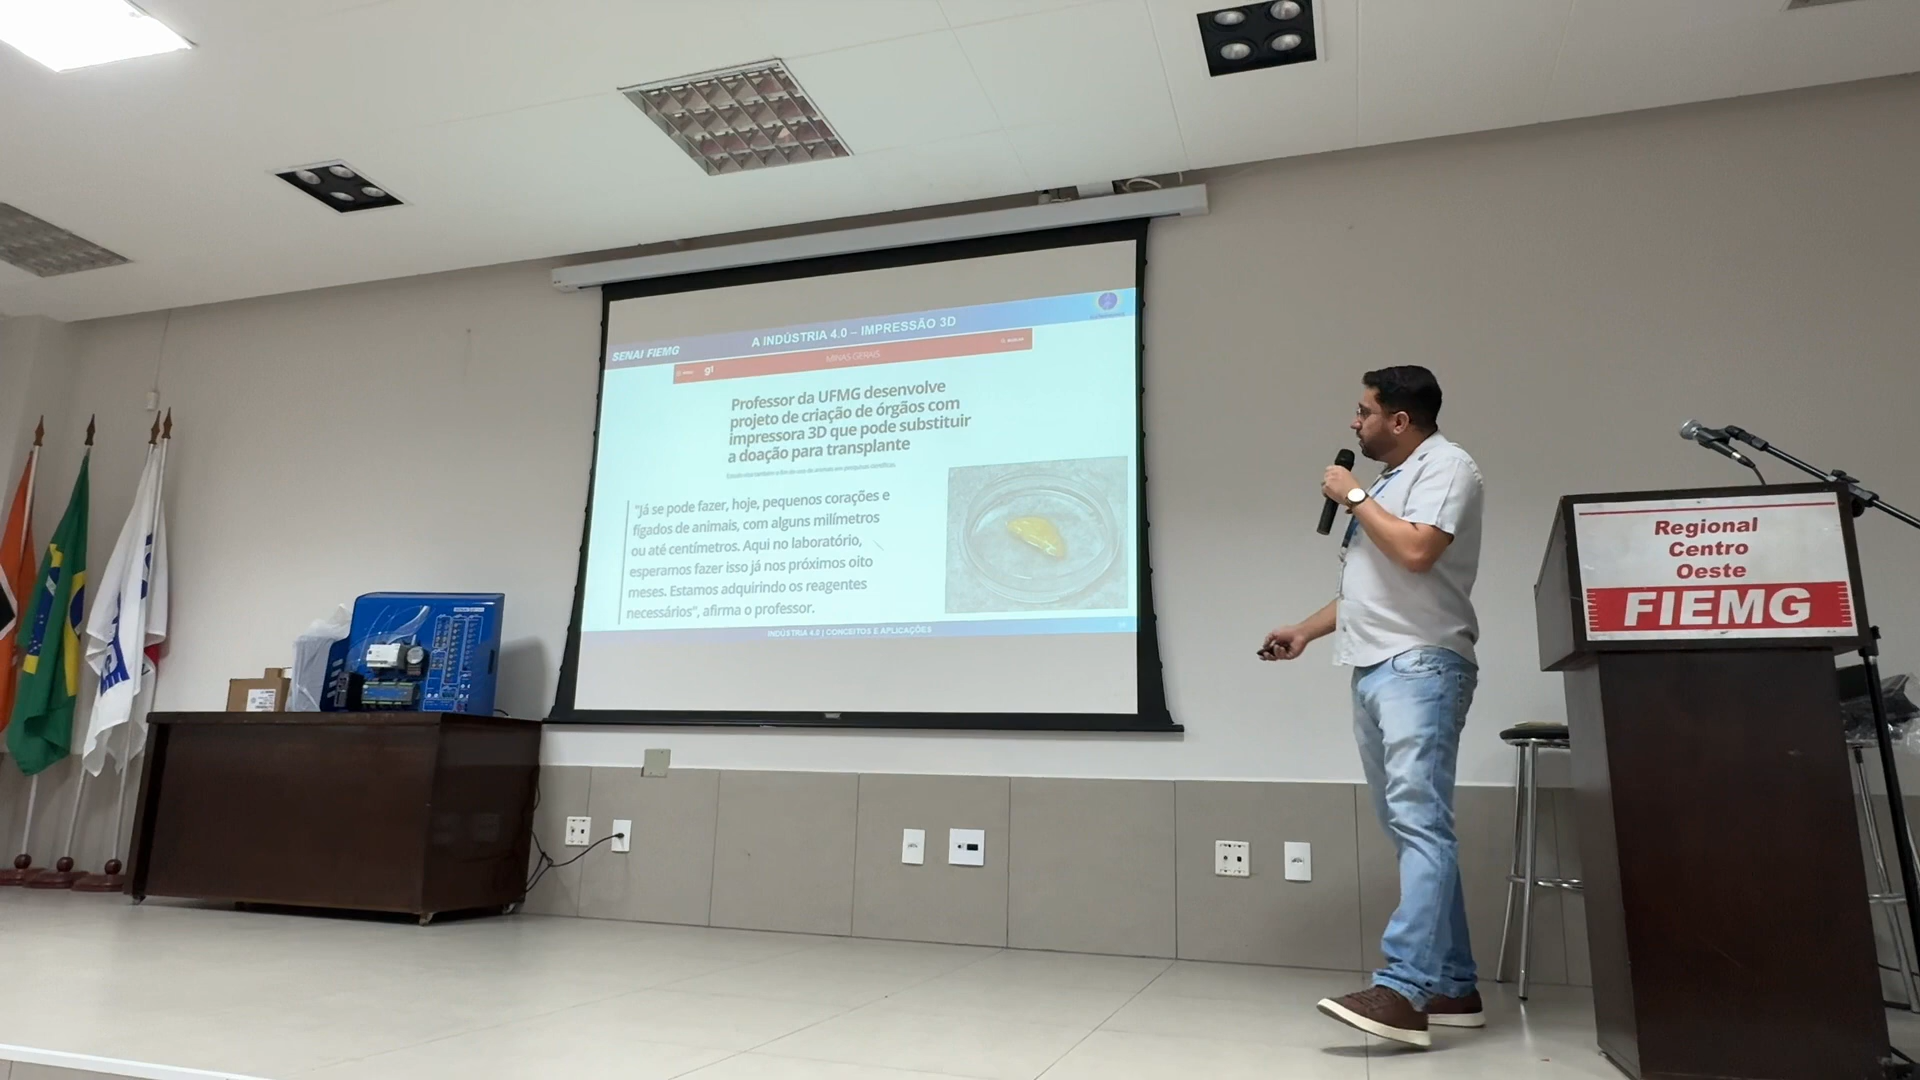 SENAI FIEMG
A INDÚSTRIA 4.0 – IMPRESSÃO 3D
g1
MINAS GERAIS
Professor da UFMG desenvolve
projeto de criação de órgãos com
impressora 3D que pode substituir
a doação para transplante
"Já se pode fazer, hoje, pequenos corações e
fígados de animais, com alguns milímetros
ou até centímetros. Aqui no laboratório,
esperamos fazer isso já nos próximos oito
meses. Estamos adquirindo os reagentes
necessários", afirma o professor.
INDÚSTRIA 4.0 | CONCEITOS E APLICAÇÕES
Regional
Centro
Oeste
FIEMG